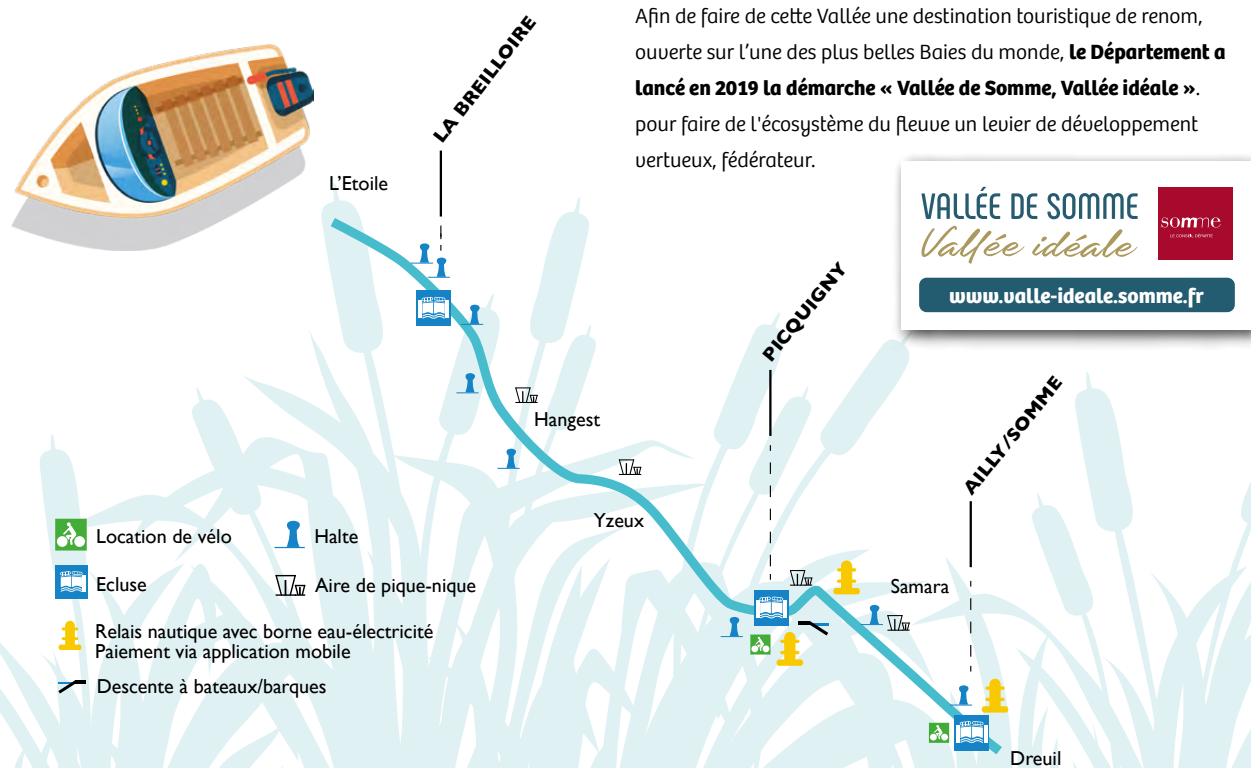 Afin de faire de cette Vallée une destination touristique de renom,
ouverte sur l'une des plus belles Baies du monde, le Département a
lancé en 2019 la démarche « Vallée de Somme, Vallée idéale ».
pour faire de l'écosystème du fleuve un levier de développement
vertueux, fédérateur.
VALLÉE DE SOMME
Vallée idéale
somme
LE CONSEIL DÉPARTE
www.valle-ideale.somme.fr
LA BREILLOIRE
L'Etoile
PICQUIGNY
Hangest
AILLY/SOMME
Yzeux
Samara
Dreuil
Location de vélo
Halte
Ecluse
Aire de pique-nique
Relais nautique avec borne eau-électricité
Paiement via application mobile
Descente à bateaux/barques